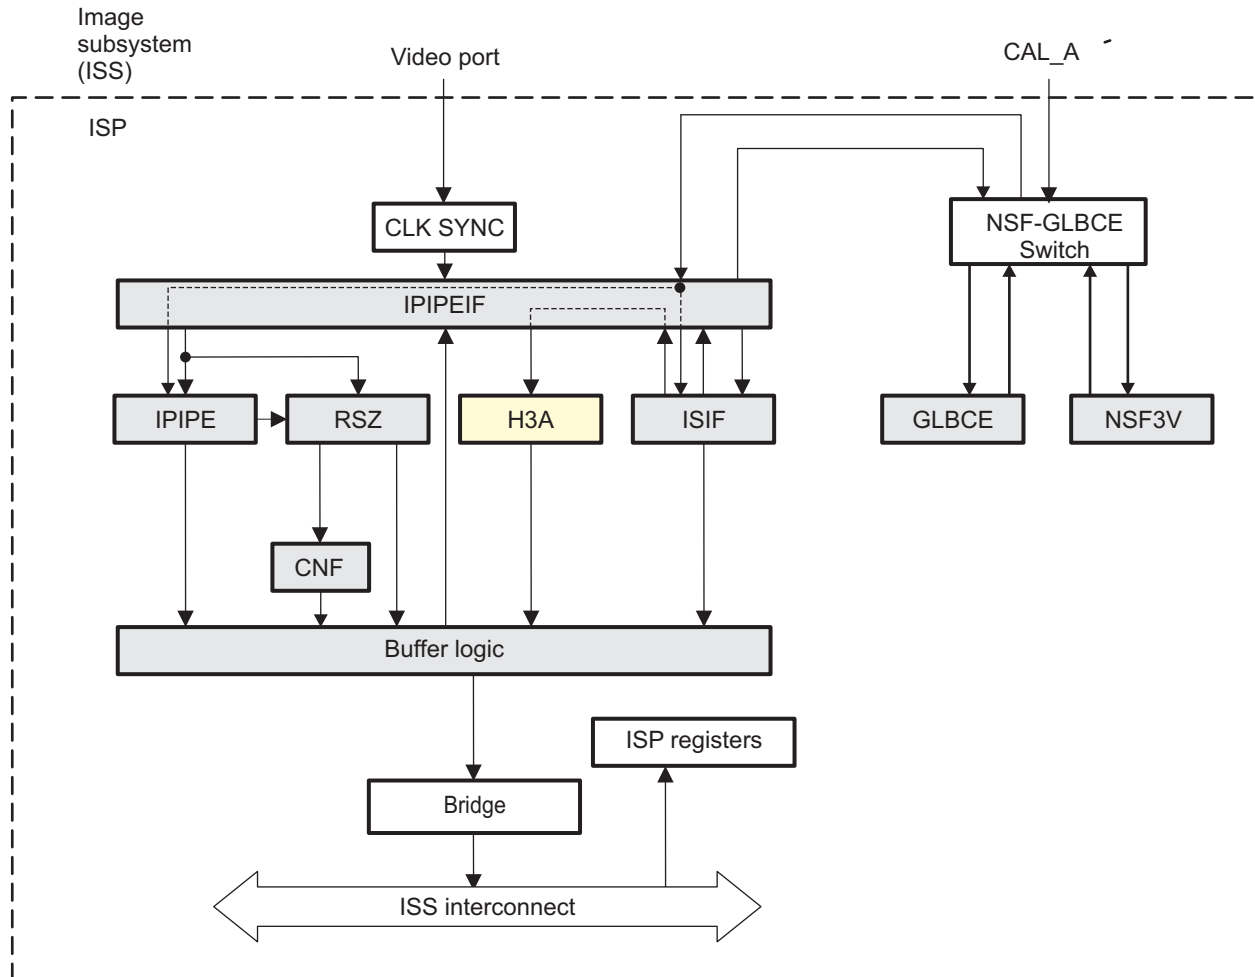 Image
subsystem
(ISS)
Video port
CAL_A
ISP
CLK SYNC
NSF-GLBCE
Switch
IPIPEIF
IPIPE
RSZ
H3A
ISIF
GLBCE
NSF3V
CNF
Buffer logic
ISP registers
Bridge
ISS interconnect